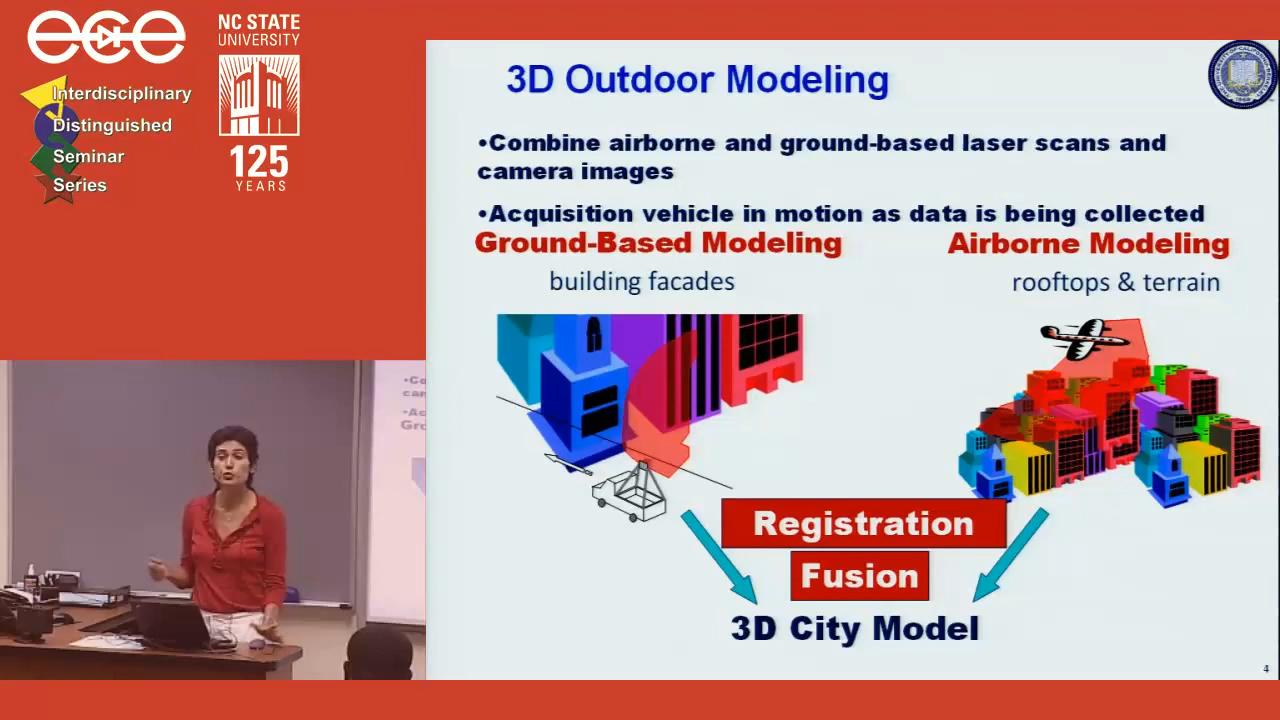 ece
NC STATE
UNIVERSITY
Interdisciplinary
Distinguished
Seminar
Series
125
YEARS
3D Outdoor Modeling
•Combine airborne and ground-based laser scans and
camera images
•Acquisition vehicle in motion as data is being collected
Ground-Based Modeling
building facades
Airborne Modeling
rooftops & terrain
Registration
Fusion
3D City Model
4